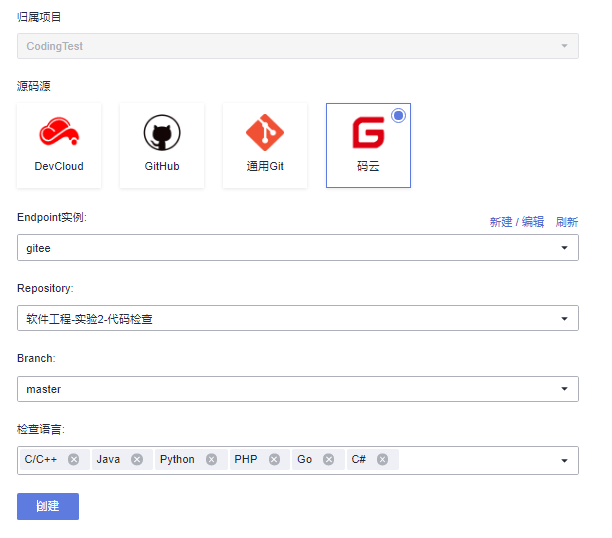 归属项目
CodingTest
源码源
DevCloud GitHub 通用Git 码云
Endpoint实例:
新建 / 编辑 刷新
gitee
Repository:
软件工程-实验2-代码检查
Branch:
master
检查语言:
C/C++ Java Python PHP Go C#
创建